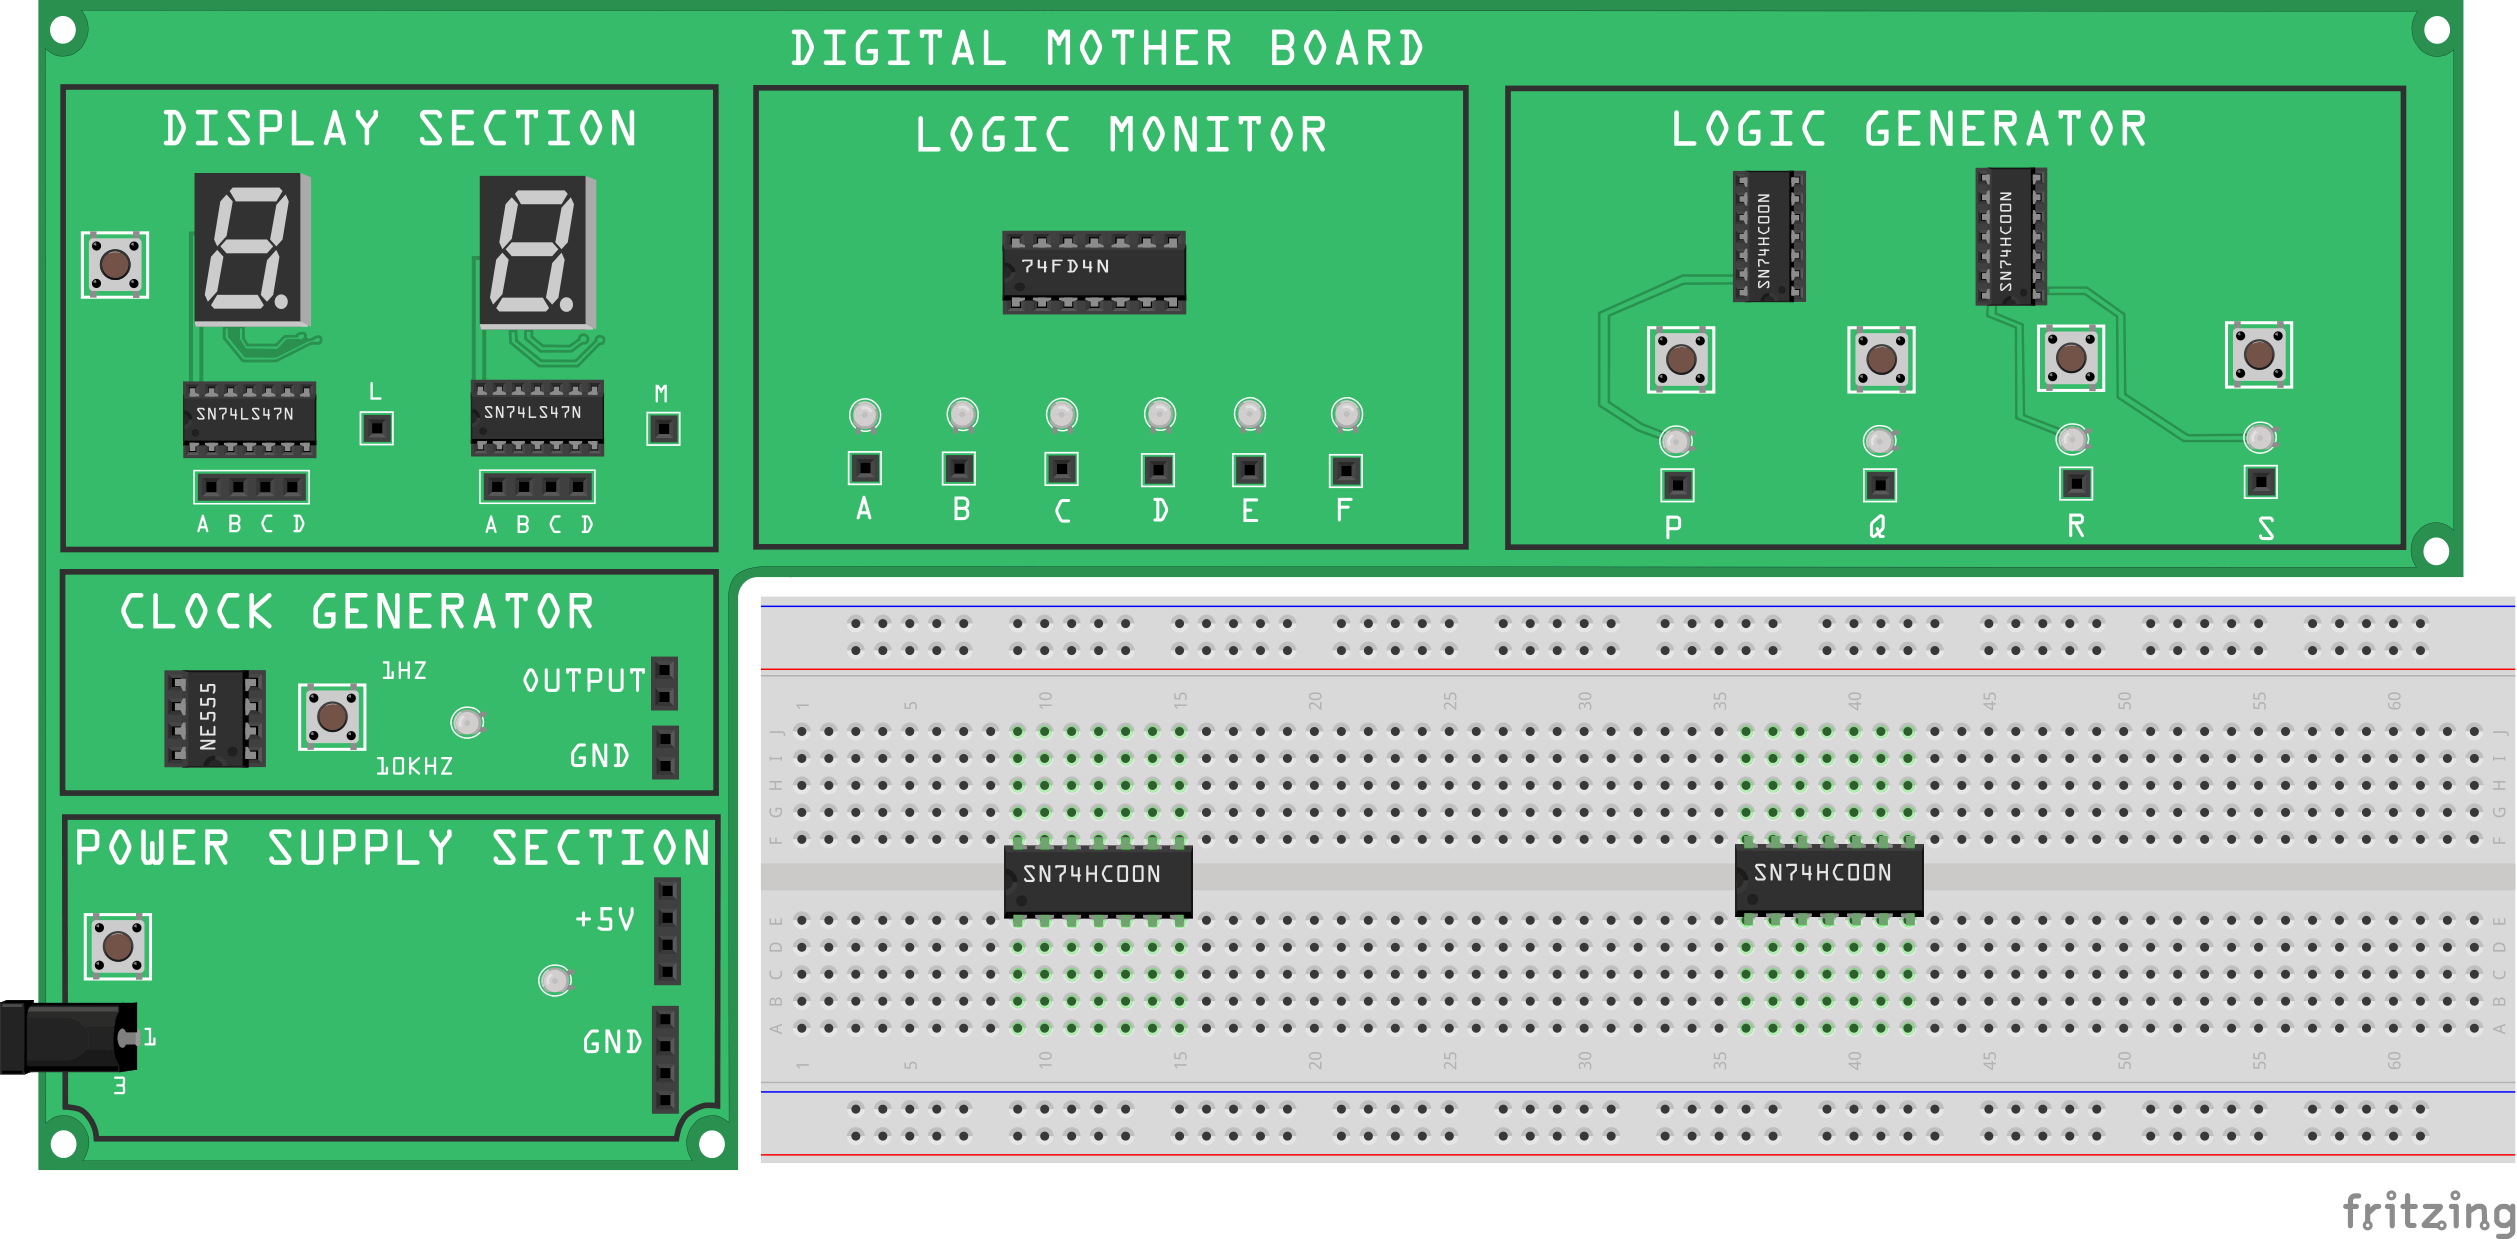 DIGITAL MOTHER BOARD
DISPLAY SECTION
SN74LS47N
L
A B C D
SN74LS47N
M
A B C D
LOGIC MONITOR
74FD4N
A B C D E F
LOGIC GENERATOR
SN74HC00N
SN74HC00N
P Q R S
CLOCK GENERATOR
NE555
1HZ
10KHZ
OUTPUT
GND
POWER SUPPLY SECTION
+5V
GND
1
3
1 5 10 15 20 25 30 35 40 45 50 55 60
J J
I I
H H
G G
F F
SN74HC00N SN74HC00N
E E
D D
C C
B B
A A
1 5 10 15 20 25 30 35 40 45 50 55 60
fritzing